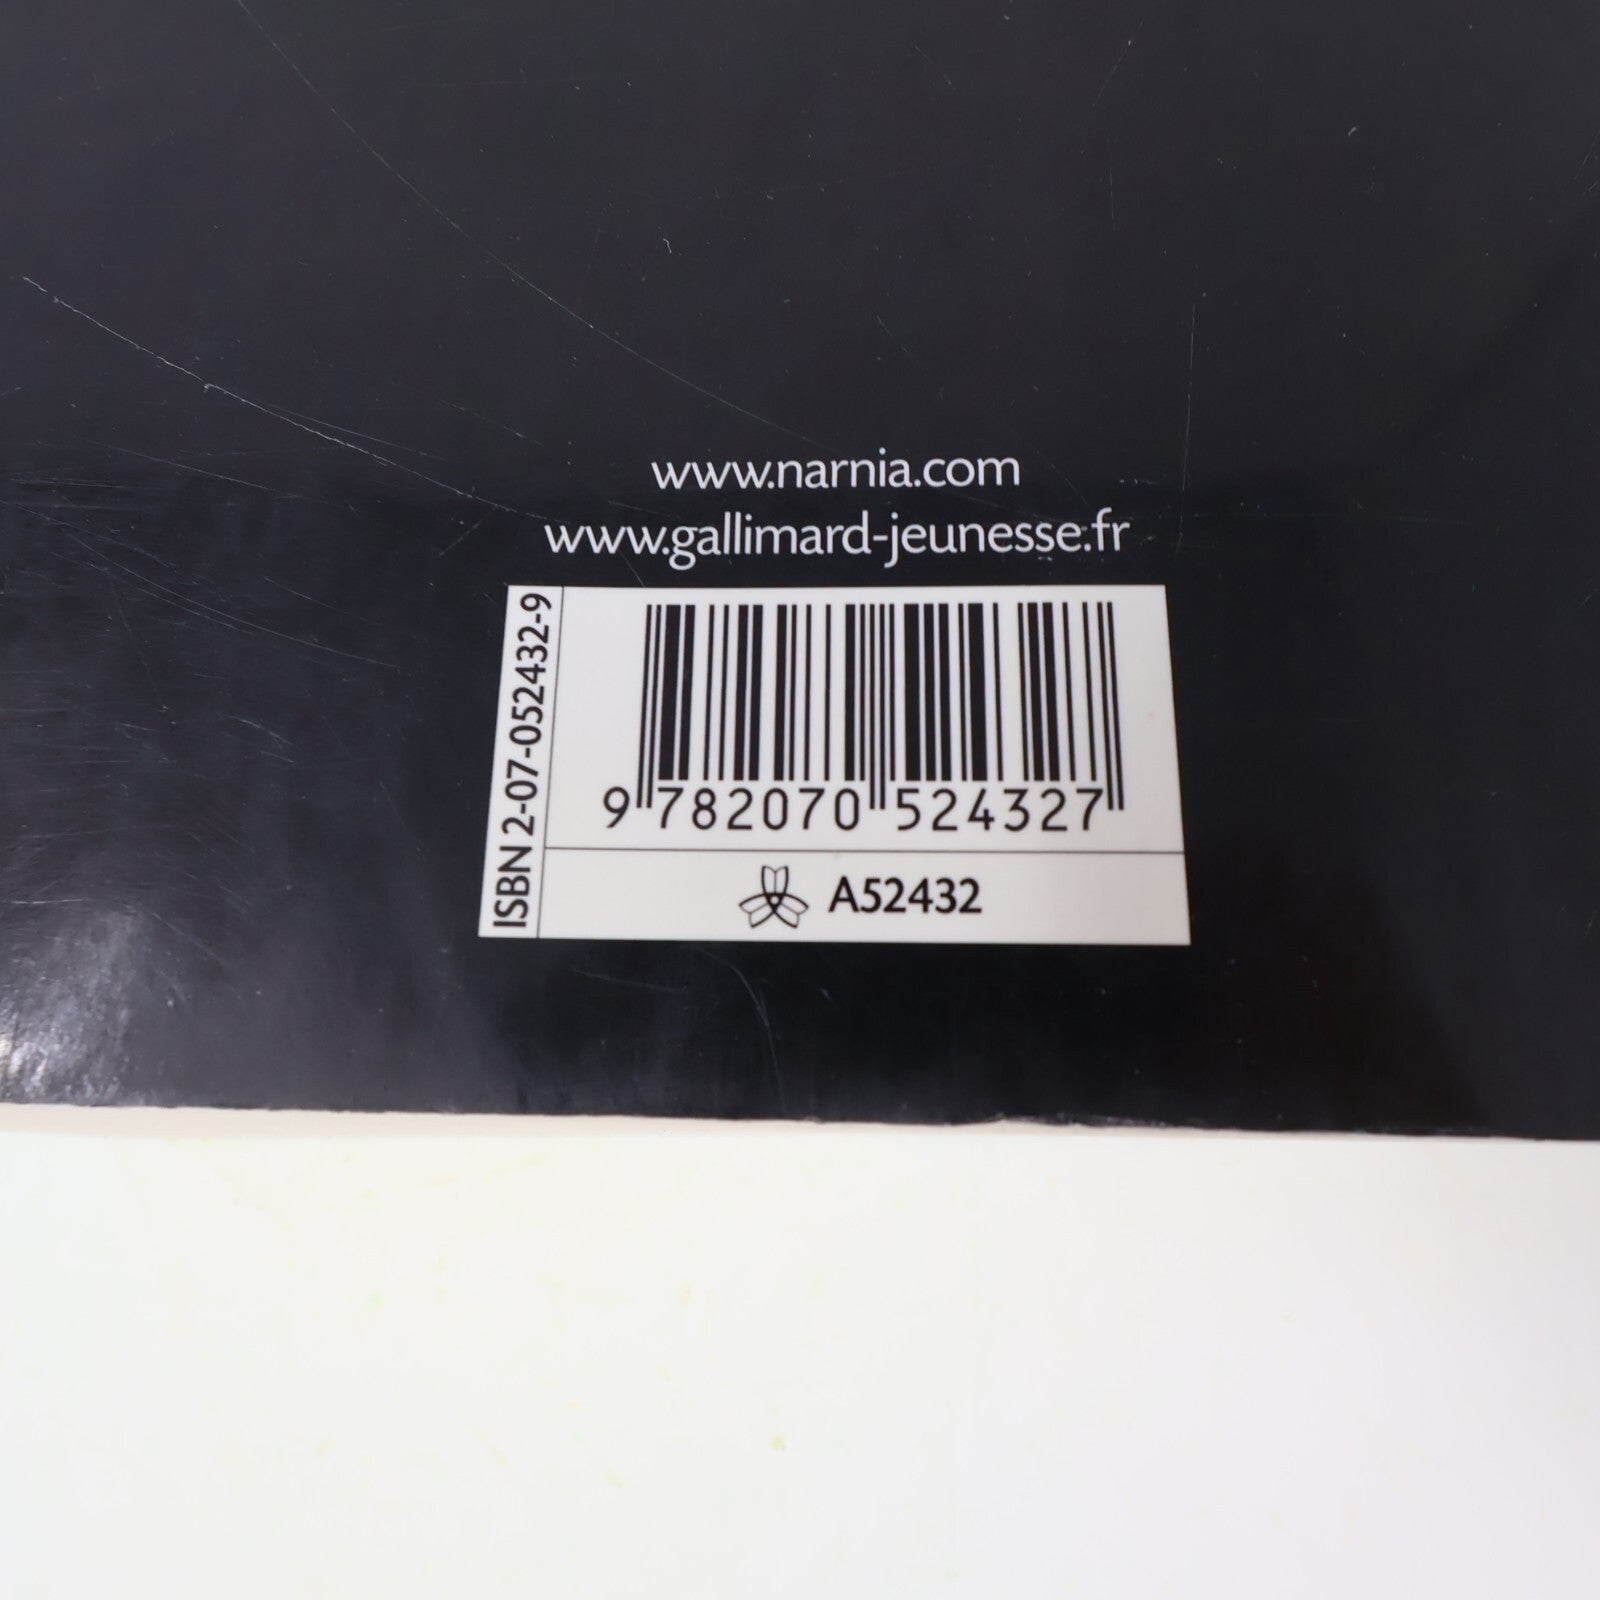 www.narnia.com
www.gallimard-jeunesse.fr
ISBN 2-07-052432-9
9 782070 524327
A52432